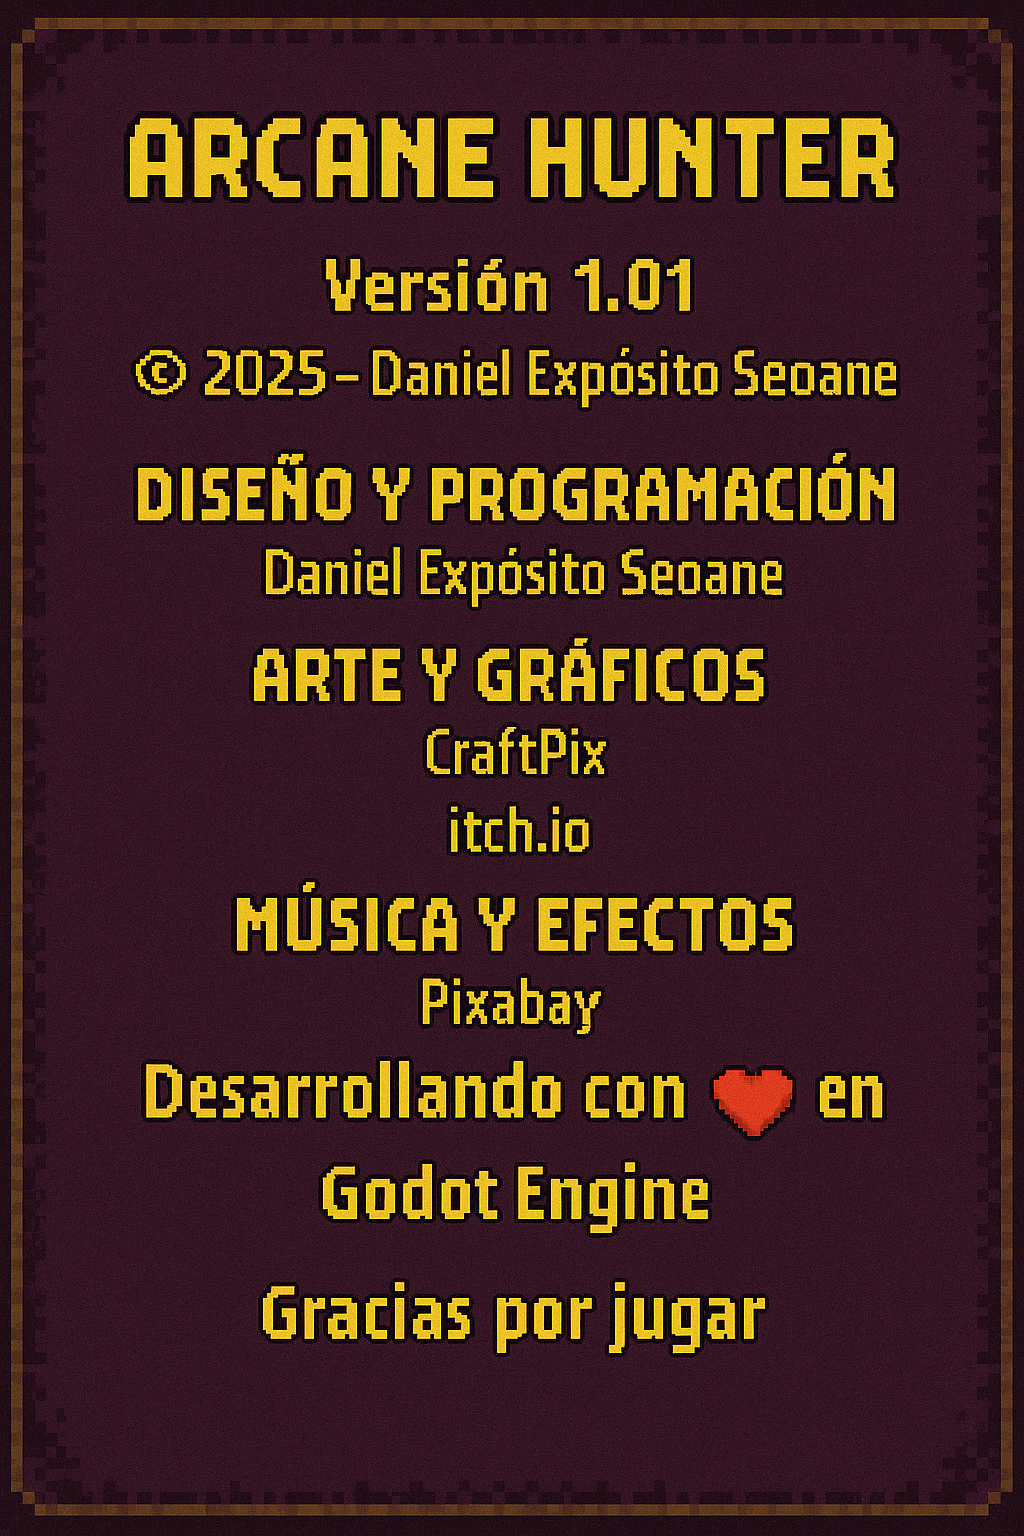 ARCANE HUNTER
Versión 1.01
© 2025 – Daniel Expósito Seoane
DISEÑO Y PROGRAMACIÓN
Daniel Expósito Seoane
ARTE Y GRÁFICOS
CraftPix
itch.io
MÚSICA Y EFECTOS
Pixabay
Desarrollando con ❤️ en
Godot Engine
Gracias por jugar